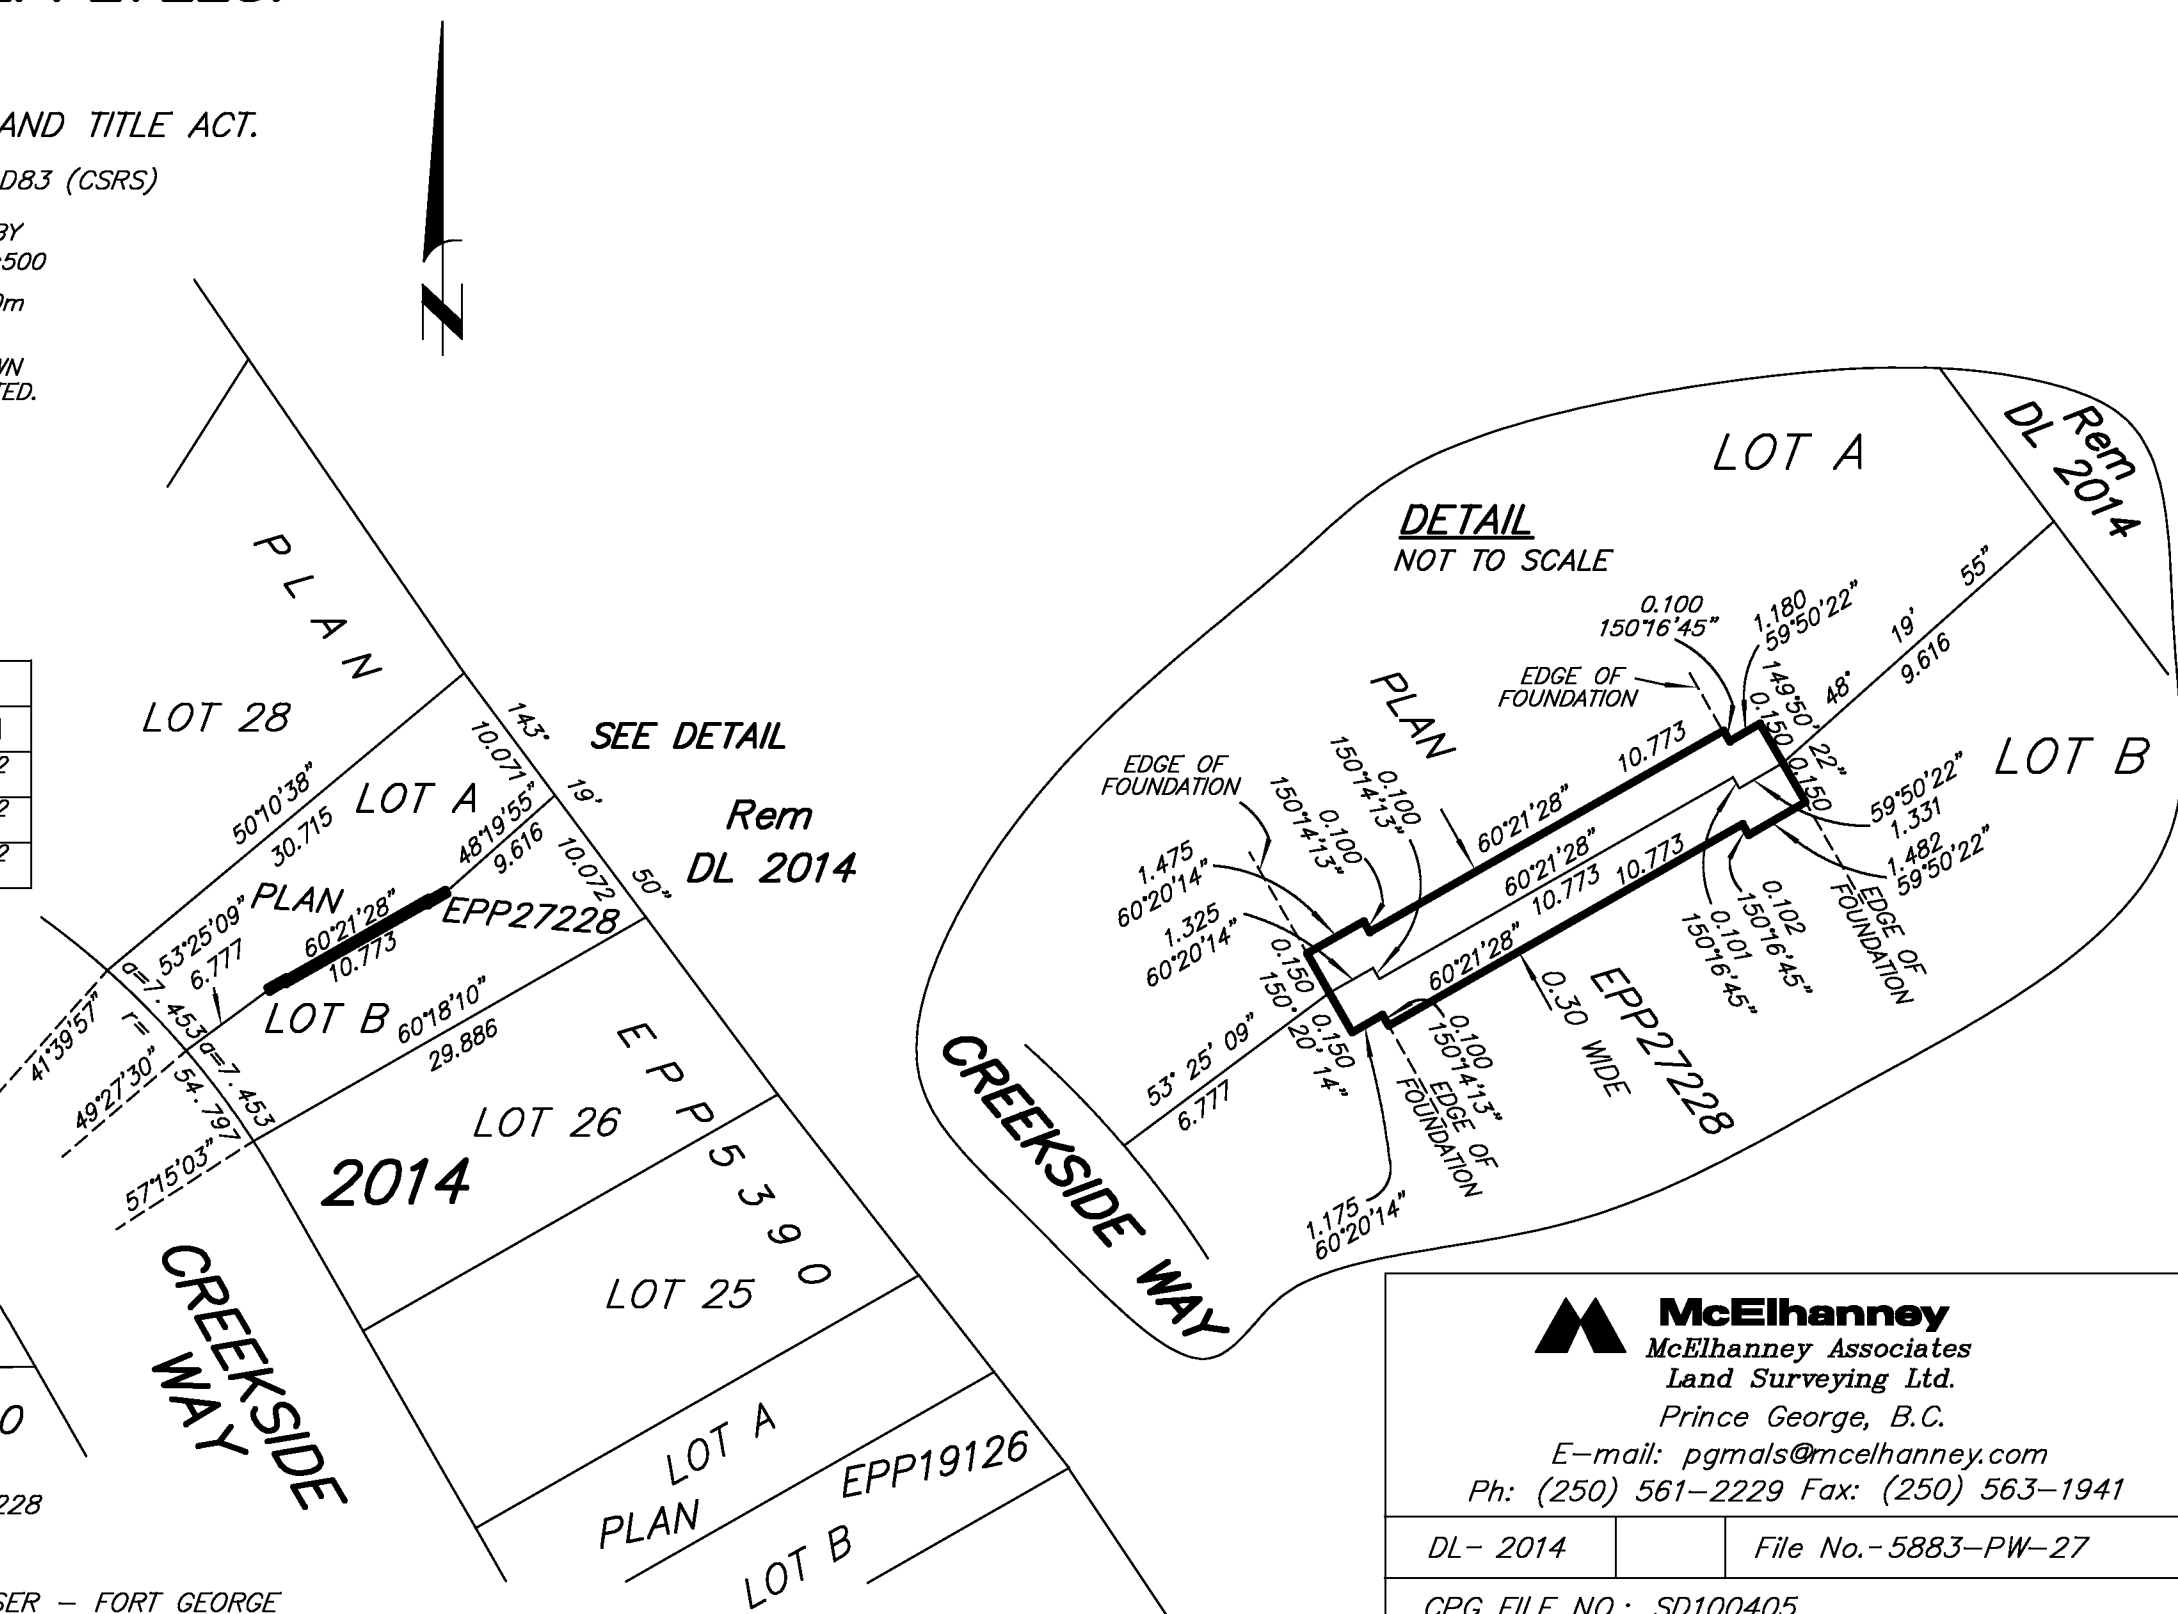 AND TITLE ACT.
D83 (CSRS)
BY
500
0m
WN
TED.
N
P L A N
LOT 28
50°10'38"
30.715
LOT A
143°
10.071
19'
50"
10.072
SEE DETAIL
Rem
DL 2014
48°19'55"
9.616
PLAN
EPP27228
53°25'09"
6.777
60°21'28"
10.773
a=7.453
a=7.453
r=
54.797
41°39'57"
49°27'30"
57°15'03"
LOT B
60°18'10"
29.886
LOT 26
2014
E P P 5 3 9 0
LOT 25
CREEKSIDE
WAY
LOT A
PLAN
EPP19126
LOT B
228
SER - FORT GEORGE
DETAIL
NOT TO SCALE
LOT A
Rem
DL 2014
LOT B
PLAN
EPP27228
0.100
150°16'45"
1.180
59°50'22"
EDGE OF
FOUNDATION
149°50' 22"
0.150
0.150
48° 19' 55"
9.616
EDGE OF
FOUNDATION
150°14'13"
0.100
150°14'13"
0.100
1.475
60°20'14"
1.325
60°20'14"
0.150
0.150
150° 20' 14"
10.773
60°21'28"
60°21'28"
10.773
10.773
60°21'28"
59°50'22"
1.331
1.482
59°50'22"
0.102
150°16'45"
0.101
150°16'45"
EDGE OF
FOUNDATION
0.30 WIDE
0.100
150°14'13"
EDGE OF
FOUNDATION
53° 25' 09"
6.777
1.175
60°20'14"
CREEKSIDE WAY
McElhanney
McElhanney Associates
Land Surveying Ltd.
Prince George, B.C.
E-mail: pgmals@mcelhanney.com
Ph: (250) 561-2229 Fax: (250) 563-1941
DL- 2014
File No.-5883-PW-27
CPG FILE NO.: SD100405